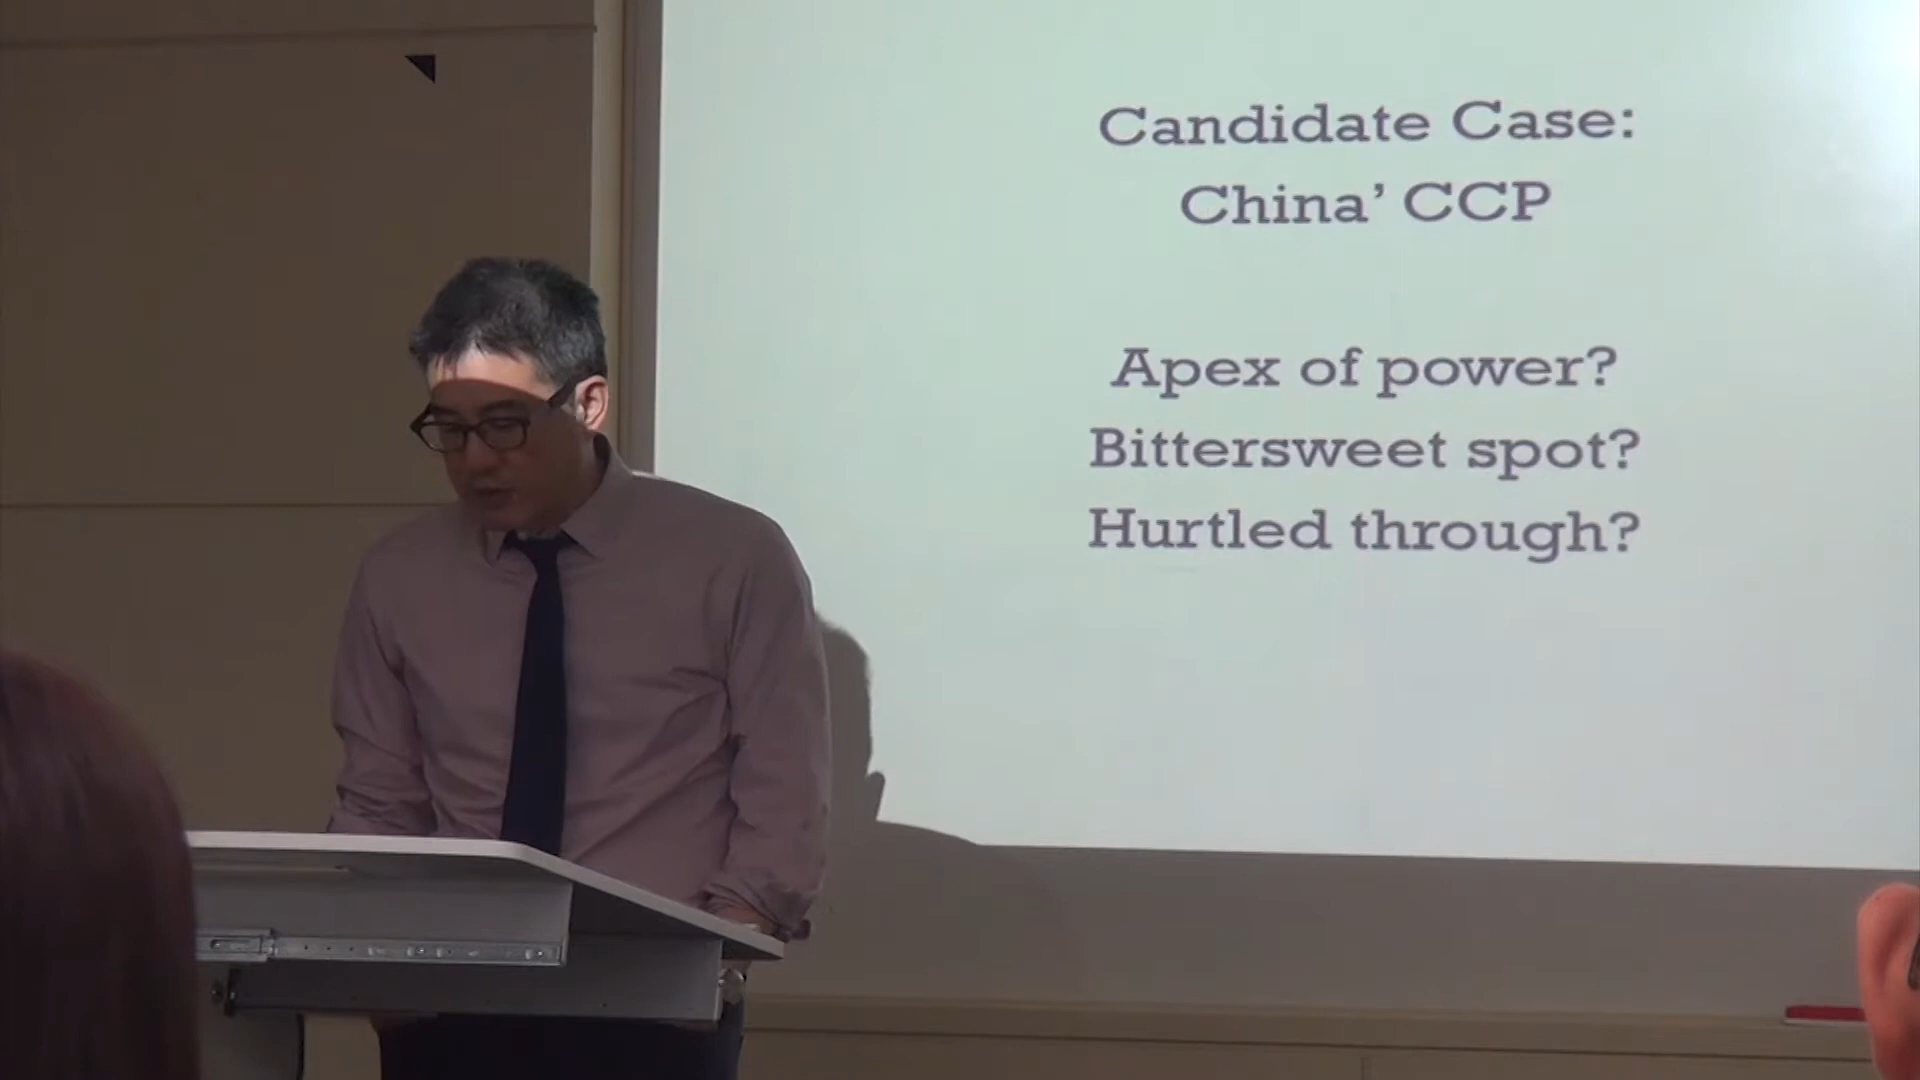 Candidate Case:
China’ CCP
Apex of power?
Bittersweet spot?
Hurtled through?